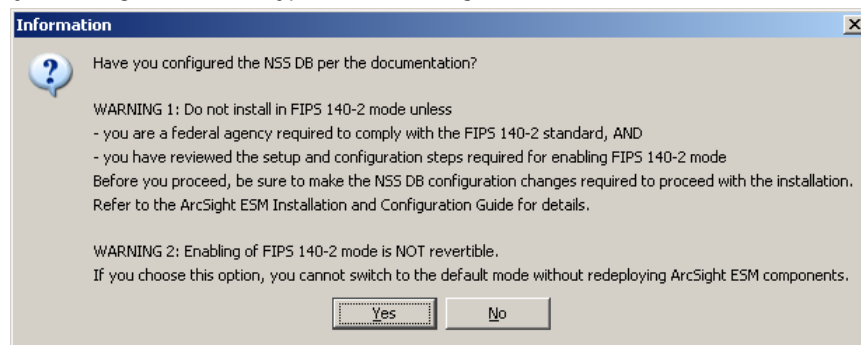 Information
Have you configured the NSS DB per the documentation?
WARNING 1: Do not install in FIPS 140-2 mode unless
- you are a federal agency required to comply with the FIPS 140-2 standard, AND
- you have reviewed the setup and configuration steps required for enabling FIPS 140-2 mode
Before you proceed, be sure to make the NSS DB configuration changes required to proceed with the installation.
Refer to the ArcSight ESM Installation and Configuration Guide for details.
WARNING 2: Enabling of FIPS 140-2 mode is NOT revertible.
If you choose this option, you cannot switch to the default mode without redeploying ArcSight ESM components.
Yes No